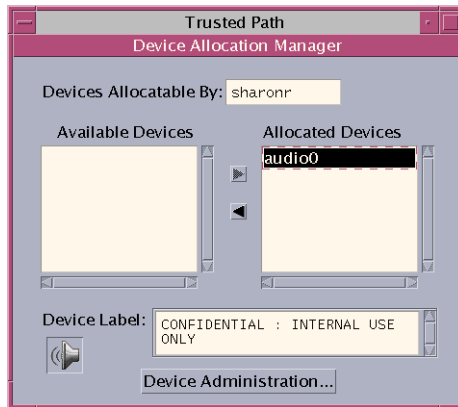 Trusted Path
Device Allocation Manager
Devices Allocatable By: sharonr
Available Devices
Allocated Devices
audio0
Device Label: CONFIDENTIAL : INTERNAL USE
ONLY
Device Administration...